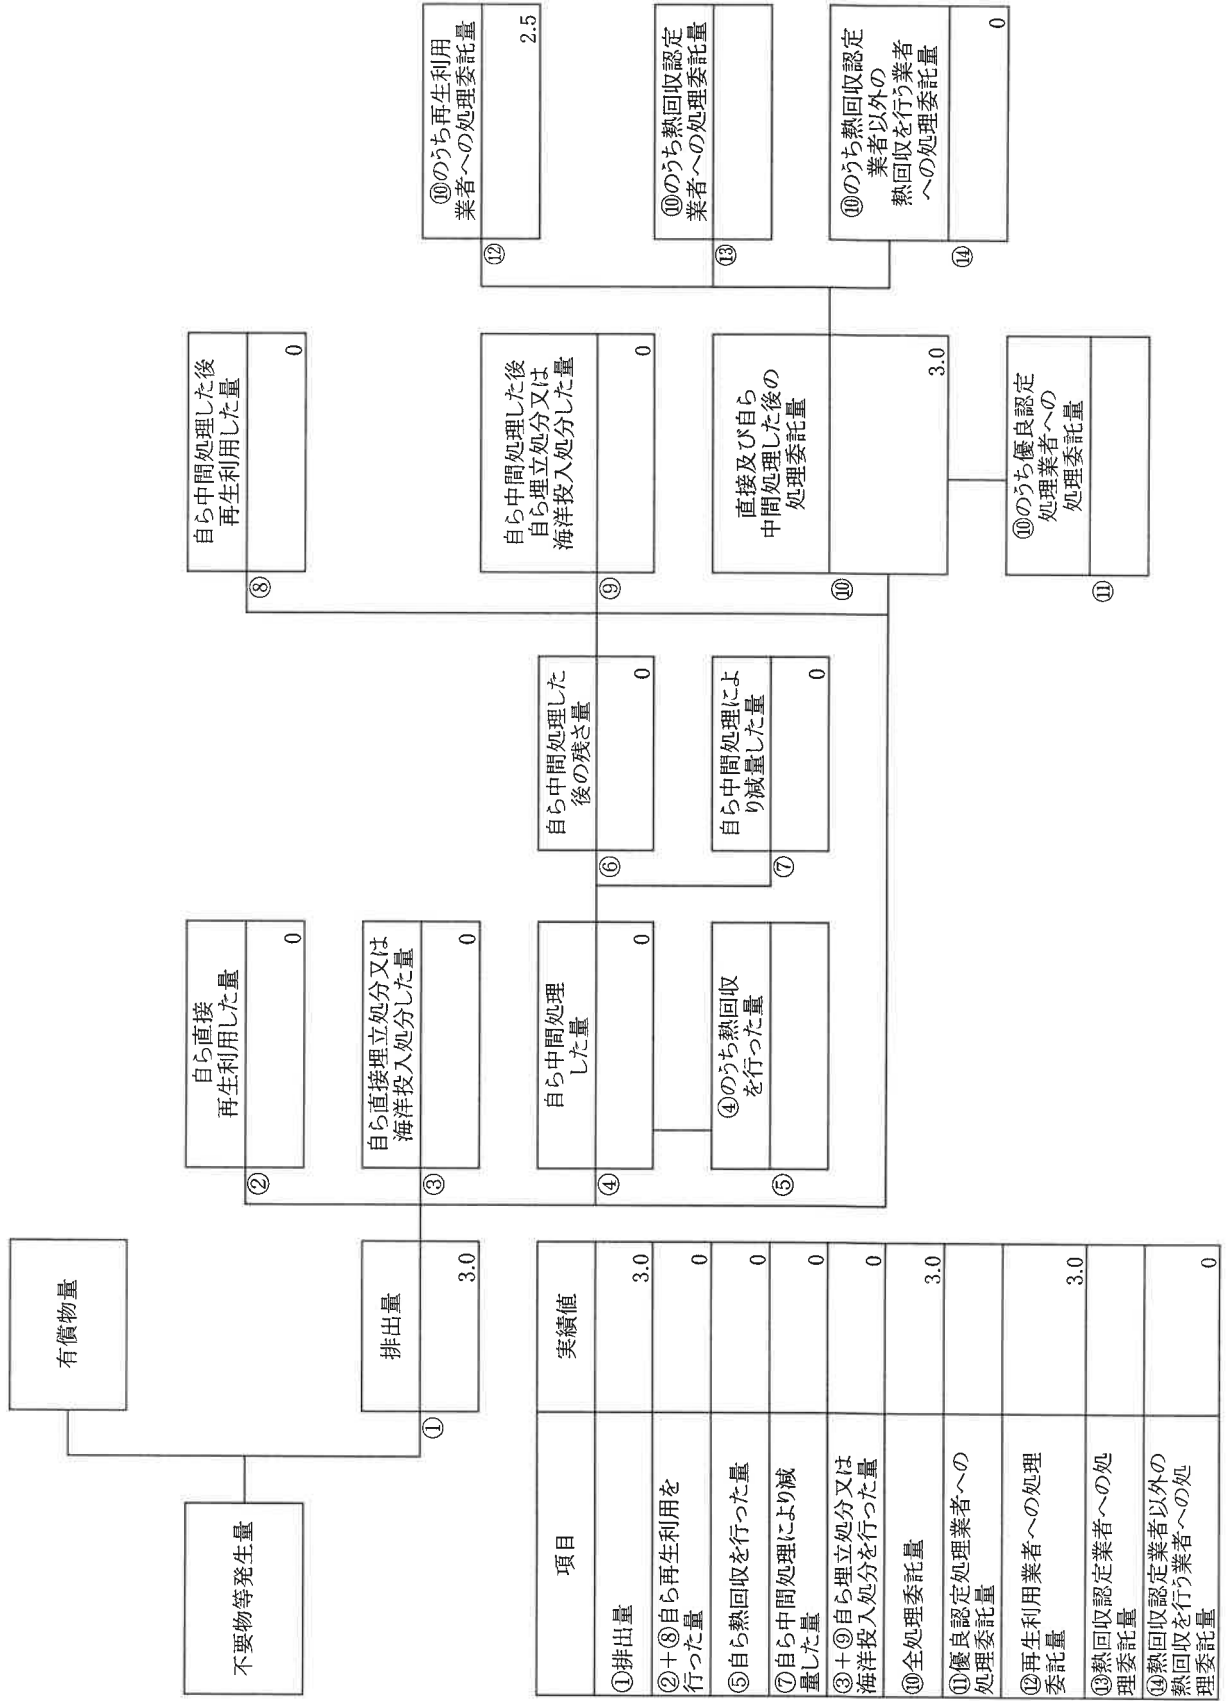 有償物量
不要物等発生量
排出量
①
3.0
自ら直接
再生利用した量
②
0
自ら直接埋立処分又は
海洋投入処分した量
③
0
自ら中間処理
した量
④
0
④のうち熱回収
を行った量
⑤
自ら中間処理した
後の残さ量
⑥
0
自ら中間処理によ
り減量した量
⑦
0
自ら中間処理した後
再生利用した量
⑧
0
自ら中間処理した後
自ら埋立処分又は
海洋投入処分した量
⑨
0
直接及び自ら
中間処理した後の
処理委託量
⑩
3.0
⑩のうち優良認定
処理業者への
処理委託量
⑪
⑩のうち再生利用
業者への処理委託量
⑫
2.5
⑩のうち熱回収認定
業者への処理委託量
⑬
⑩のうち熱回収認定
業者以外の
熱回収を行う業者
への処理委託量
⑭
0
項目
実績値
①排出量
3.0
②+⑧自ら再生利用を
行った量
0
⑤自ら熱回収を行った量
0
⑦自ら中間処理により減
量した量
0
③+⑨自ら埋立処分又は
海洋投入処分を行った量
0
⑩全処理委託量
3.0
⑪優良認定処理業者への
処理委託量
⑫再生利用業者への処理
委託量
3.0
⑬熱回収認定業者への処
理委託量
⑭熱回収認定業者以外の
熱回収を行う業者への処
理委託量
0